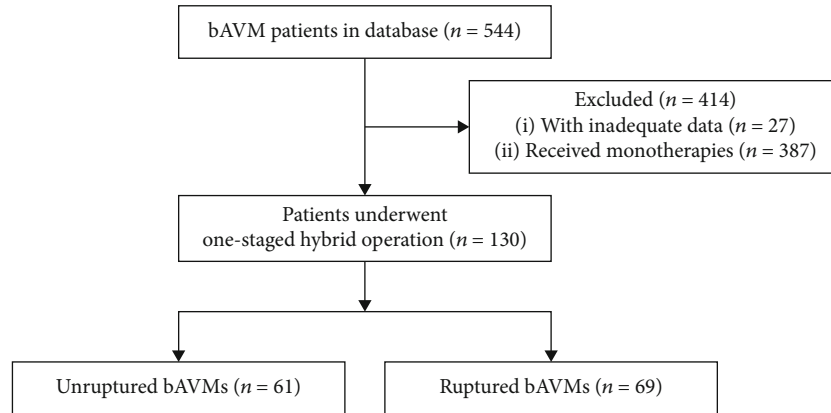 bAVM patients in database (n = 544)
Excluded (n = 414)
(i) With inadequate data (n = 27)
(ii) Received monotherapies (n = 387)
Patients underwent
one-staged hybrid operation (n = 130)
Unruptured bAVMs (n = 61)
Ruptured bAVMs (n = 69)